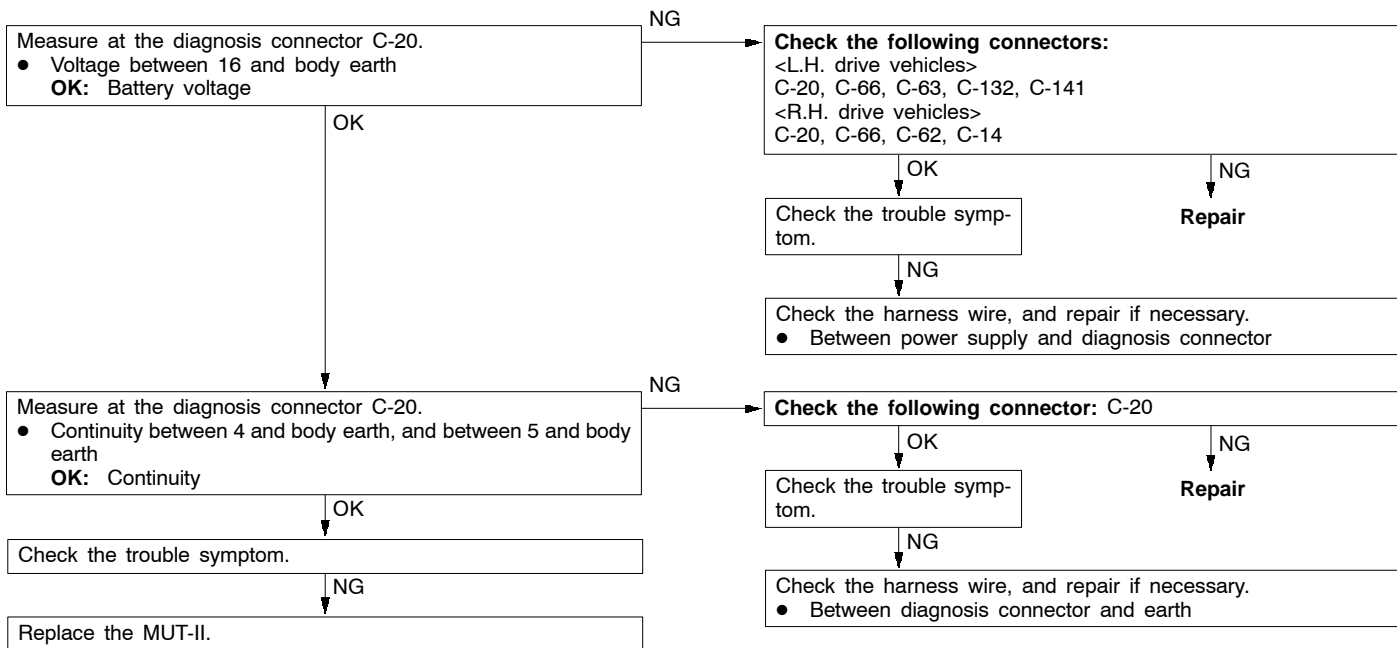 NG
Measure at the diagnosis connector C-20.
● Voltage between 16 and body earth
OK: Battery voltage
OK
Check the following connectors:
<L.H. drive vehicles>
C-20, C-66, C-63, C-132, C-141
<R.H. drive vehicles>
C-20, C-66, C-62, C-14
OK
NG
Check the trouble symp-
tom.
Repair
NG
Check the harness wire, and repair if necessary.
● Between power supply and diagnosis connector
NG
Measure at the diagnosis connector C-20.
● Continuity between 4 and body earth, and between 5 and body
earth
OK: Continuity
OK
Check the following connector: C-20
OK
NG
Check the trouble symp-
tom.
Repair
NG
Check the harness wire, and repair if necessary.
● Between diagnosis connector and earth
Check the trouble symptom.
NG
Replace the MUT-II.